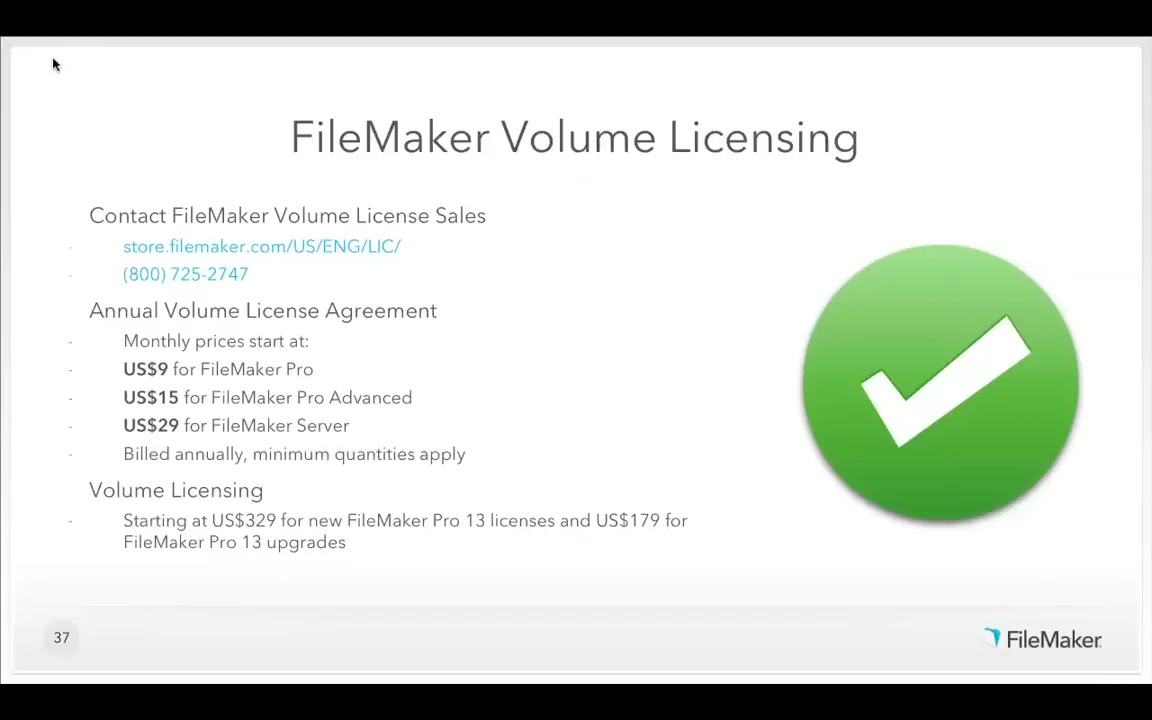 FileMaker Volume Licensing
Contact FileMaker Volume License Sales
- store.filemaker.com/US/ENG/LIC/
- (800) 725-2747
Annual Volume License Agreement
- Monthly prices start at:
- US$9 for FileMaker Pro
- US$15 for FileMaker Pro Advanced
- US$29 for FileMaker Server
- Billed annually, minimum quantities apply
Volume Licensing
- Starting at US$329 for new FileMaker Pro 13 licenses and US$179 for
FileMaker Pro 13 upgrades
37
FileMaker